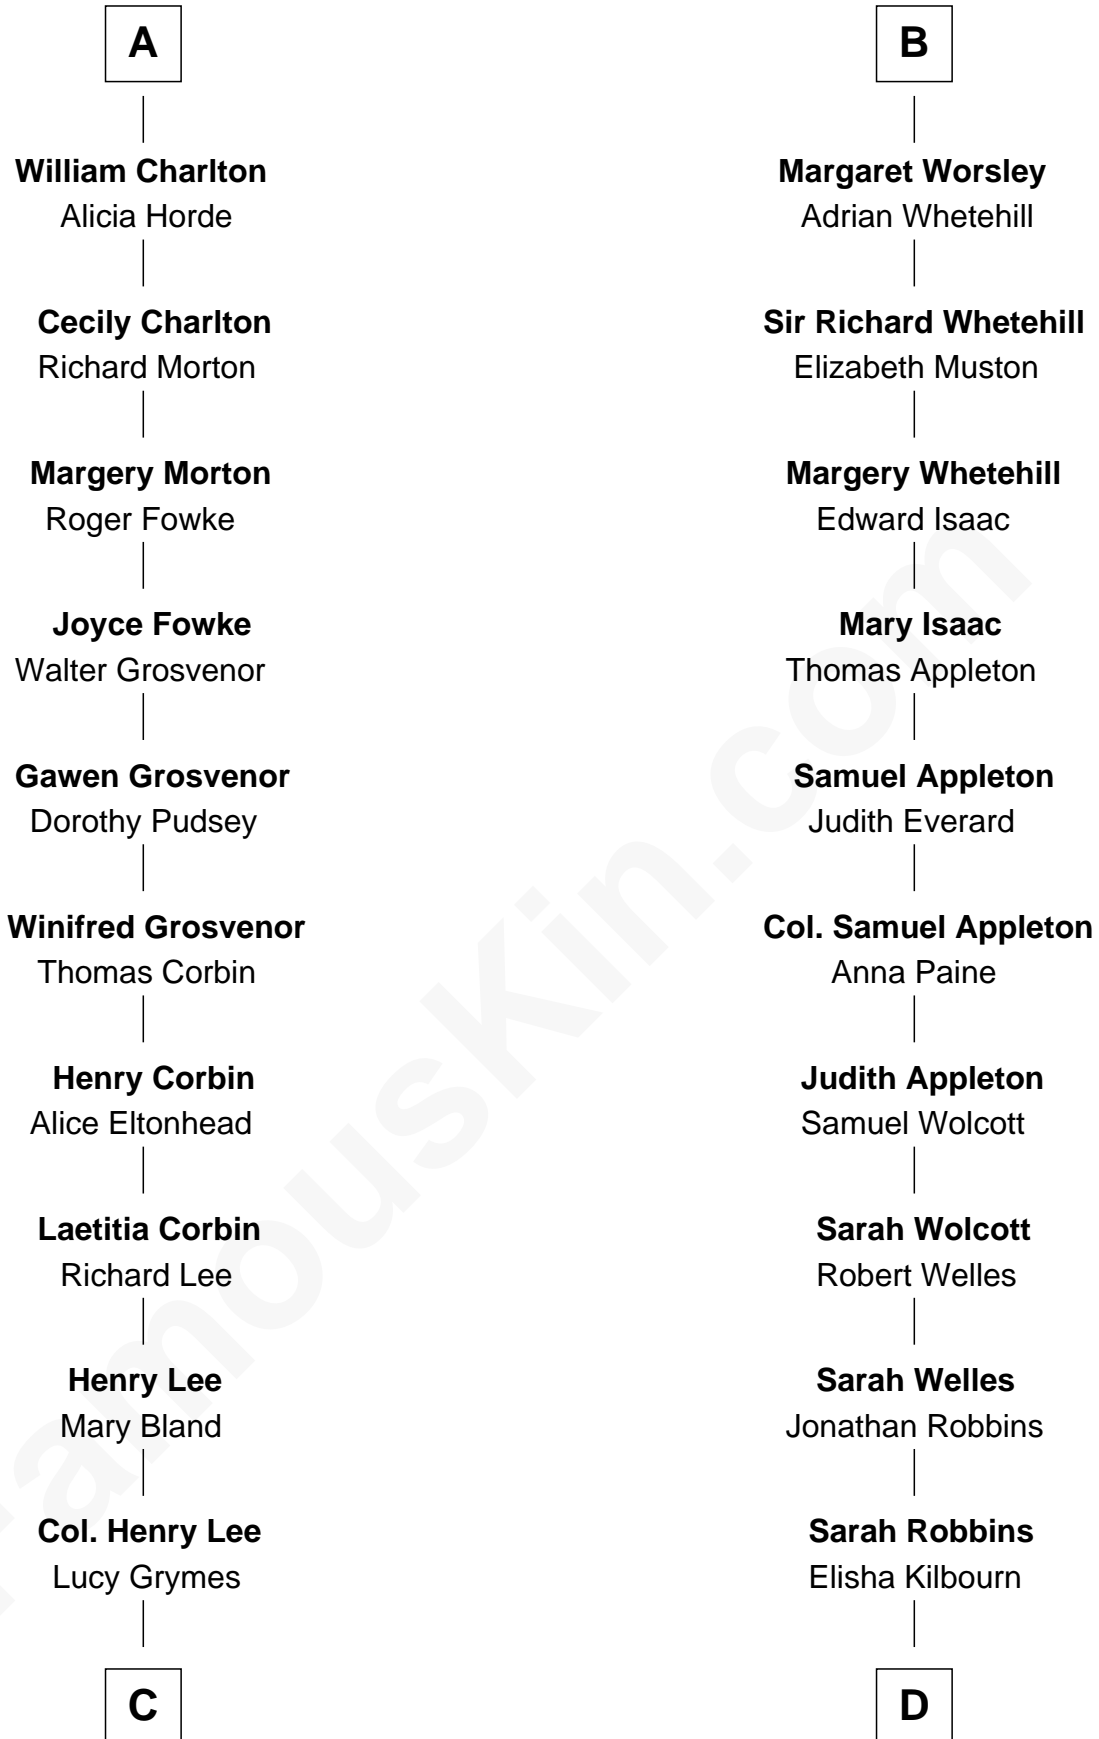 A
William Charlton
Alicia Horde
Cecily Charlton
Richard Morton
Margery Morton
Roger Fowke
Joyce Fowke
Walter Grosvenor
Gawen Grosvenor
Dorothy Pudsey
Winifred Grosvenor
Thomas Corbin
Henry Corbin
Alice Eltonhead
Laetitia Corbin
Richard Lee
Henry Lee
Mary Bland
Col. Henry Lee
Lucy Grymes
C
B
Margaret Worsley
Adrian Whetehill
Sir Richard Whetehill
Elizabeth Muston
Margery Whetehill
Edward Isaac
Mary Isaac
Thomas Appleton
Samuel Appleton
Judith Everard
Col. Samuel Appleton
Anna Paine
Judith Appleton
Samuel Wolcott
Sarah Wolcott
Robert Welles
Sarah Welles
Jonathan Robbins
Sarah Robbins
Elisha Kilbourn
D
FamousKin.com